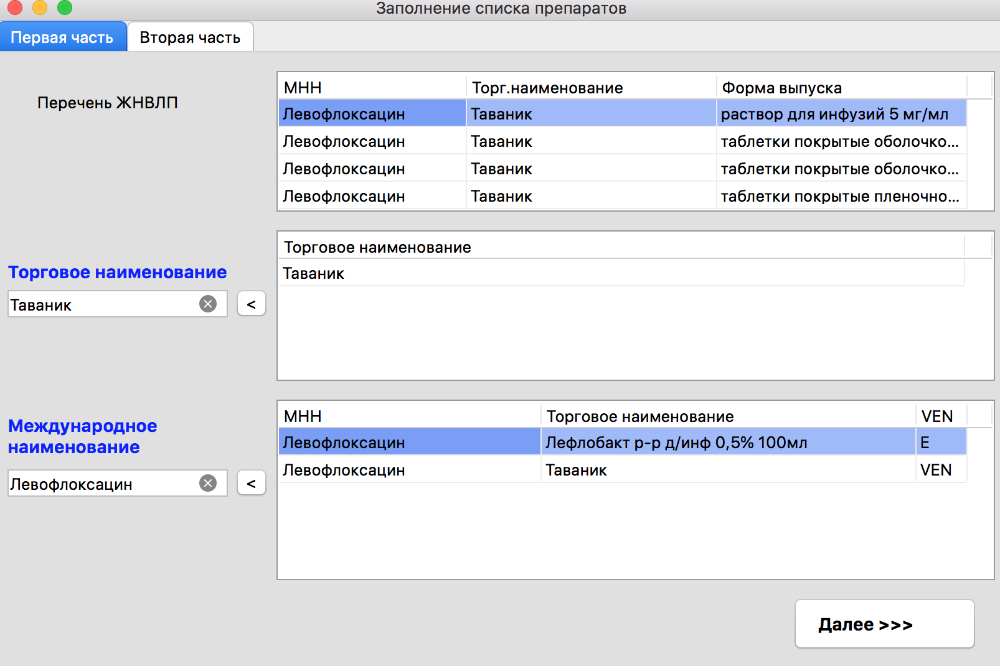 Заполнение списка препаратов
Первая часть Вторая часть
Перечень ЖНВЛП
МНН Торг.наименование Форма выпуска
Левофлоксацин Таваник раствор для инфузий 5 мг/мл
Левофлоксацин Таваник таблетки покрытые оболочко...
Левофлоксацин Таваник таблетки покрытые оболочко...
Левофлоксацин Таваник таблетки покрытые пленочно...
Торговое наименование
Таваник
Торговое наименование
Таваник <
МНН Торговое наименование VEN
Левофлоксацин Лефлобакт р-р д/инф 0,5% 100мл E
Левофлоксацин Таваник VEN
Международное
наименование
Левофлоксацин <
Далее >>>